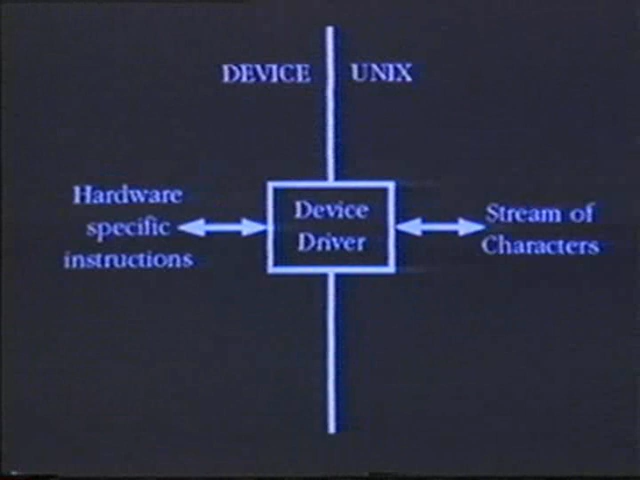 DEVICE UNIX
Hardware
specific
instructions
Device
Driver
Stream of
Characters